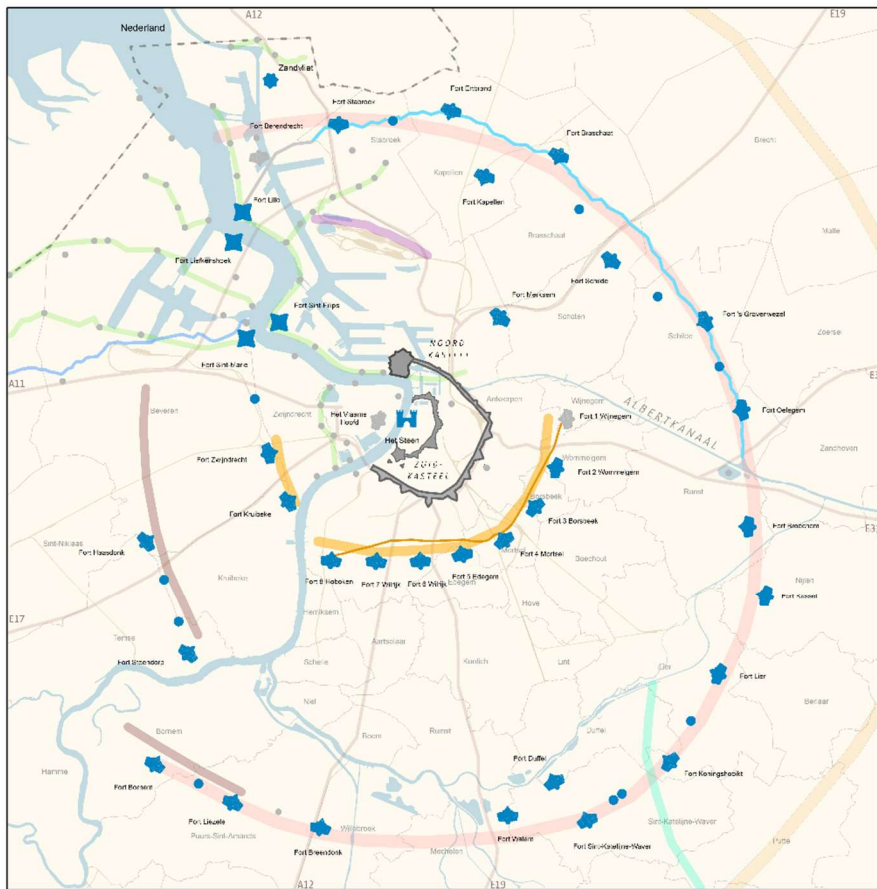 A12
E19
Nederland
Zandvliet
Fort Stabroek
Fort Ertbrand
Fort Berendrecht
Fort Braschaat
Stabroek
Brecht
Kapellen
Fort Kapellen
Fort Lillo
Brasschaat
Malle
Fort Liefkenshoek
Fort Schilde
Fort Sint-Filips
Fort Merksem
Fort 's Gravenwezel
Schoten
Zoersel
Schilde
NOORD
KASTEEL
Fort Sint-Marie
A11
E3
Antwerpen
Wijnegem
Beveren
Zwijndrecht
Het Vlaams
Hoofd
Fort 1 Wijnegem
ALBERTKANAAL
Fort Oelegem
Het Steen
Zandhoven
Fort Zwijndrecht
ZUID-
KASTEEL
Wommelgem
Fort 2 Wommelgem
Ranst
Fort Kruibeke
Borsbeek
Fort 3 Borsbeek
Fort Broechem
E31
Sint-Niklaas
Fort Haasdonk
Mortsel
Fort 4 Mortsel
Boechout
Kruibeke
Fort 8 Hoboken
Fort 7 Wilrijk
Fort 6 Wilrijk
Fort 5 Edegem
Edegem
Nijlen
Fort Kessel
E17
Hemiksem
Hove
Temse
Aartselaar
Fort Steendorp
Schelle
Kontich
Lint
Lier
Fort Lier
Niel
Berlaar
Bornem
Boom
Rumst
Duffel
Hamme
Fort Bornem
Fort Duffel
Fort Koningshooikt
Fort Liezele
Puurs-Sint-Amands
Willebroek
Fort Walem
Sint-Katelijne-Waver
Fort Breendonk
Mechelen
Fort Sint-Katelijne-Waver
Putte
A12
E19